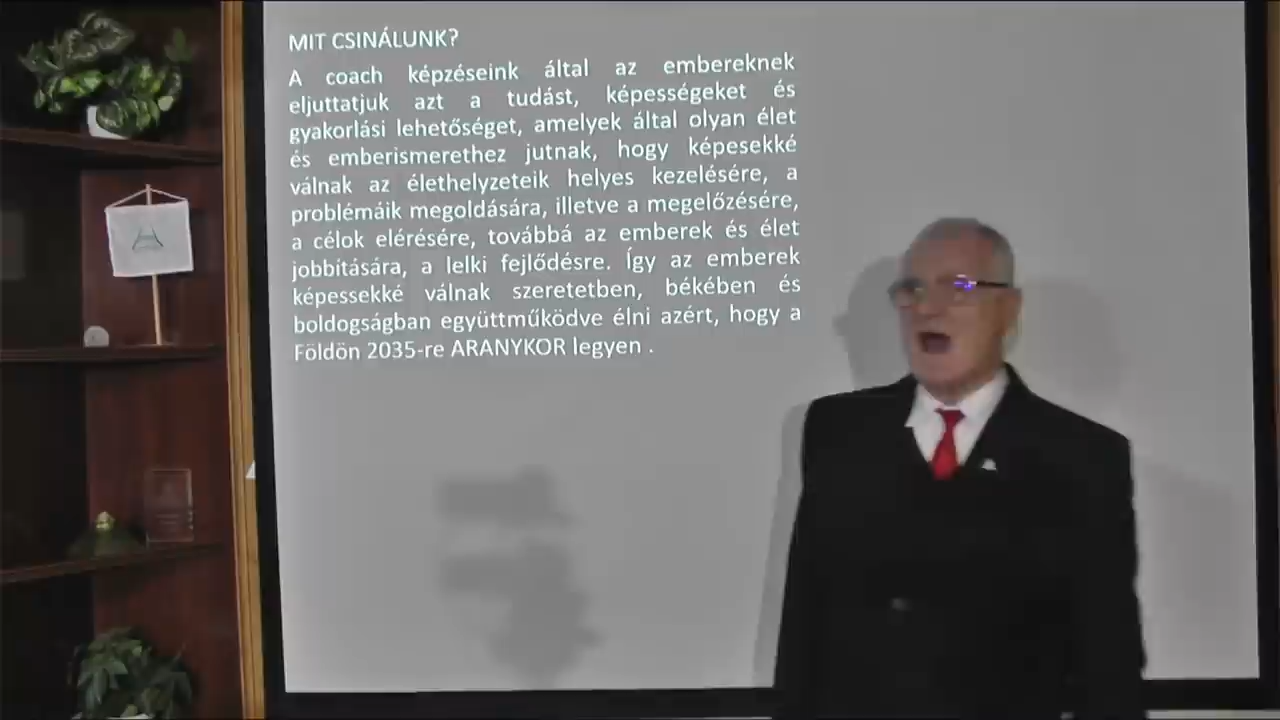 MIT CSINÁLUNK?
A coach képzéseink által az embereknek
eljuttatjuk azt a tudást, képességeket és
gyakorlási lehetőséget, amelyek által olyan élet
és emberismerethez jutnak, hogy képesekké
válnak az élethelyzeteik helyes kezelésére, a
problémáik megoldására, illetve a megelőzésére,
a célok elérésére, továbbá az emberek és élet
jobbítására, a lelki fejlődésre. Így az emberek
képessekké válnak szeretetben, békében és
boldogságban együttműködve élni azért, hogy a
Földön 2035-re ARANYKOR legyen .